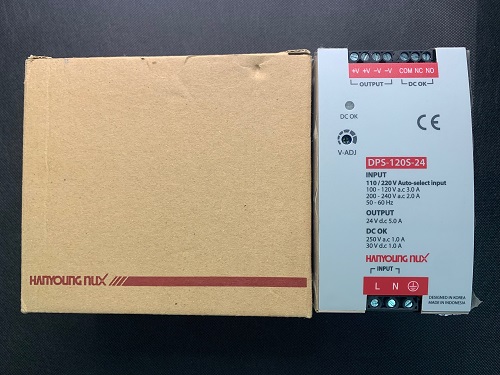 HANYOUNG NUX
+V +V -V -V COM NC NO
OUTPUT DC OK
DC OK
V-ADJ
CE
DPS-120S-24
INPUT
110 / 220 V Auto-select input
100 - 120 V a.c 3.0 A
200 - 240 V a.c 2.0 A
50 - 60 Hz
OUTPUT
24 V d.c 5.0 A
DC OK
250 V a.c 1.0 A
30 V d.c 1.0 A
HANYOUNG NUX
INPUT
L N
DESIGNED IN KOREA
MADE IN INDONESIA